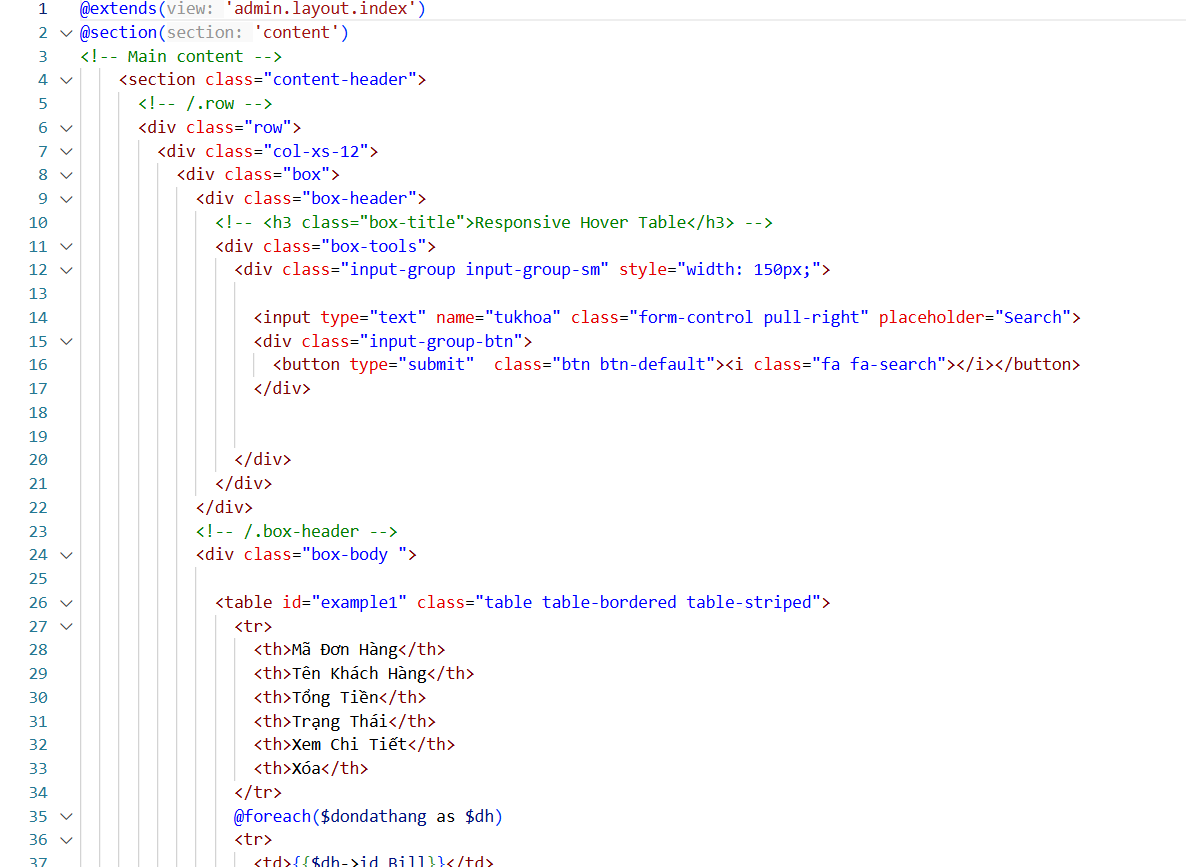 1 @extends(view: 'admin.layout.index')
2 @section(section: 'content')
3 <!-- Main content -->
4 <section class="content-header">
5 <!-- /.row -->
6 <div class="row">
7 <div class="col-xs-12">
8 <div class="box">
9 <div class="box-header">
10 <!-- <h3 class="box-title">Responsive Hover Table</h3> -->
11 <div class="box-tools">
12 <div class="input-group input-group-sm" style="width: 150px;">
13
14 <input type="text" name="tukhoa" class="form-control pull-right" placeholder="Search">
15 <div class="input-group-btn">
16 <button type="submit"  class="btn btn-default"><i class="fa fa-search"></i></button>
17 </div>
18
19
20 </div>
21 </div>
22 </div>
23 <!-- /.box-header -->
24 <div class="box-body ">
25
26 <table id="example1" class="table table-bordered table-striped">
27 <tr>
28 <th>Mã Đơn Hàng</th>
29 <th>Tên Khách Hàng</th>
30 <th>Tổng Tiền</th>
31 <th>Trạng Thái</th>
32 <th>Xem Chi Tiết</th>
33 <th>Xóa</th>
34 </tr>
35 @foreach($dondathang as $dh)
36 <tr>
37 <td>{{$dh->id_Bill}}</td>